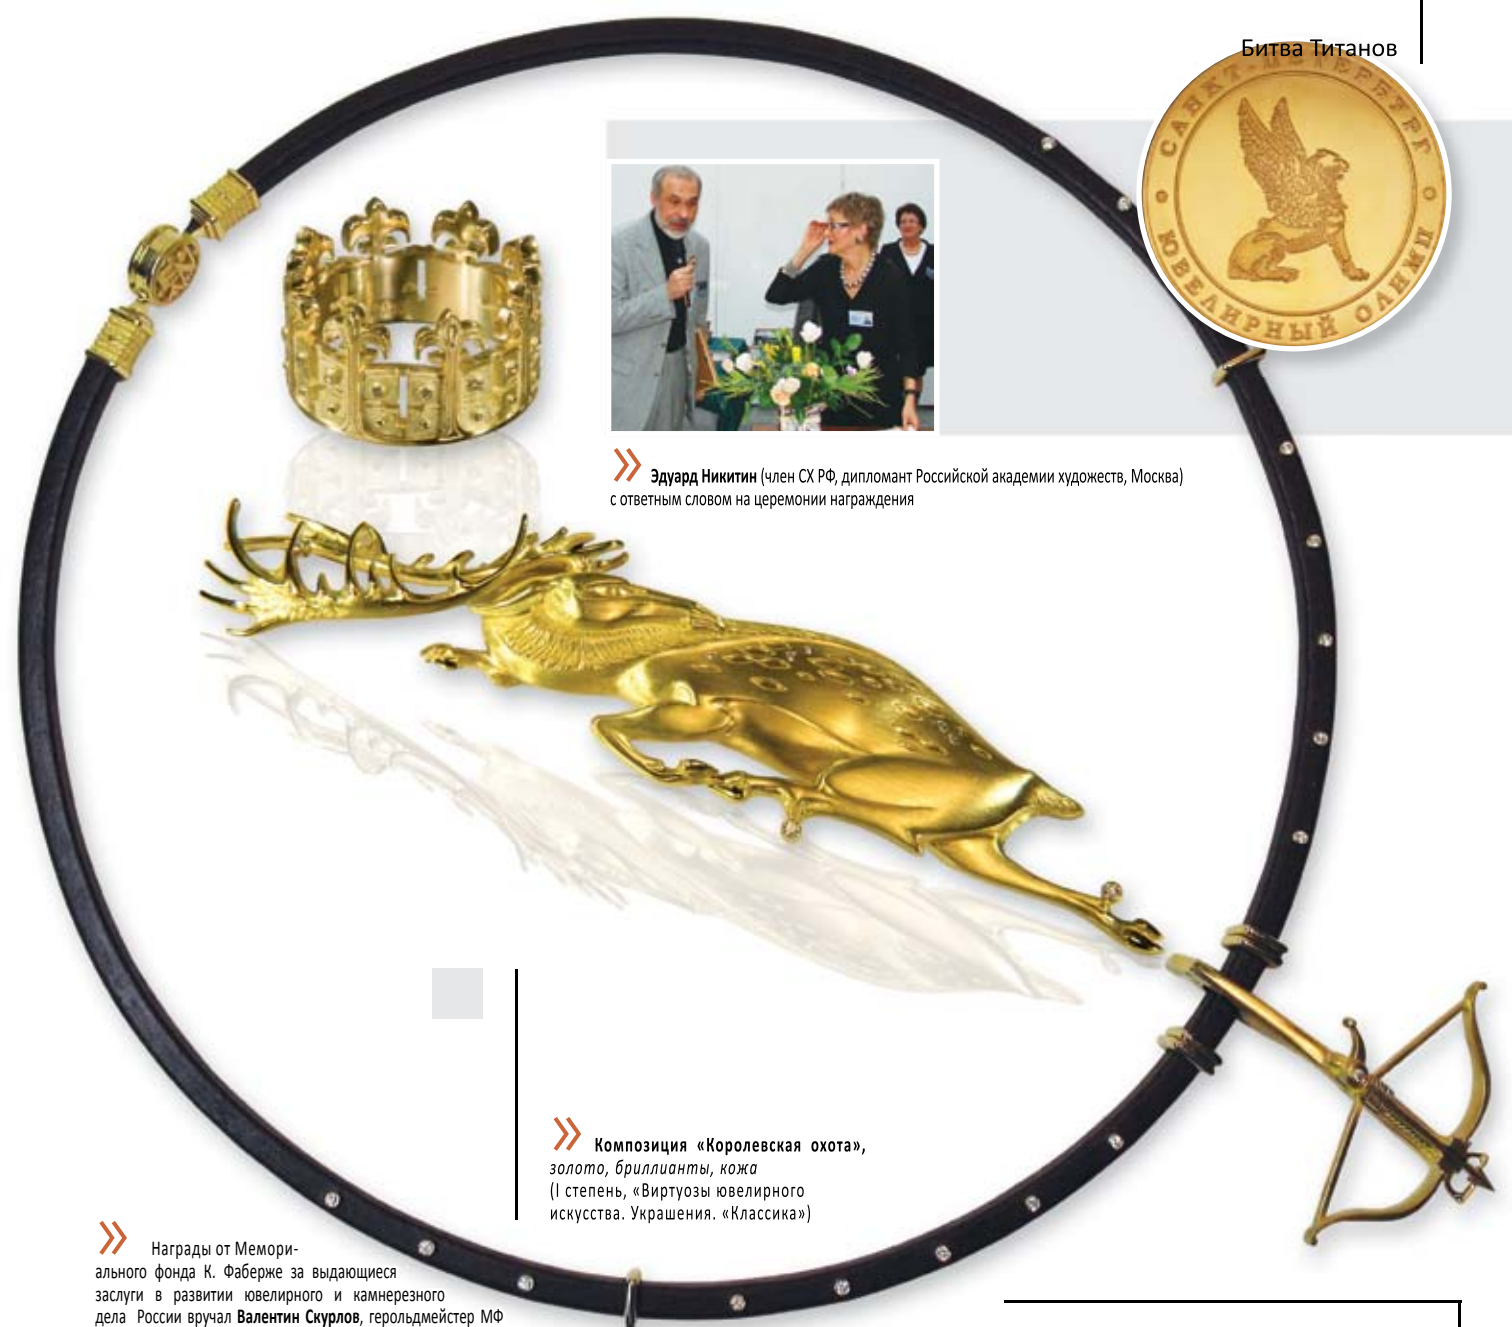 Битва Титанов
САНКТ-ПЕТЕРБУРГ
ЮВЕЛИРНЫЙ ОЛИМП
Эдуард Никитин (член СХ РФ, дипломант Российской академии художеств, Москва)
с ответным словом на церемонии награждения
Композиция «Королевская охота»,
золото, бриллианты, кожа
(I степень, «Виртуозы ювелирного
искусства. Украшения. «Классика»)
Награды от Мемори-
ального фонда К. Фаберже за выдающиеся
заслуги в развитии ювелирного и камнерезного
дела России вручал Валентин Скурлов, герольдмейстер МФ